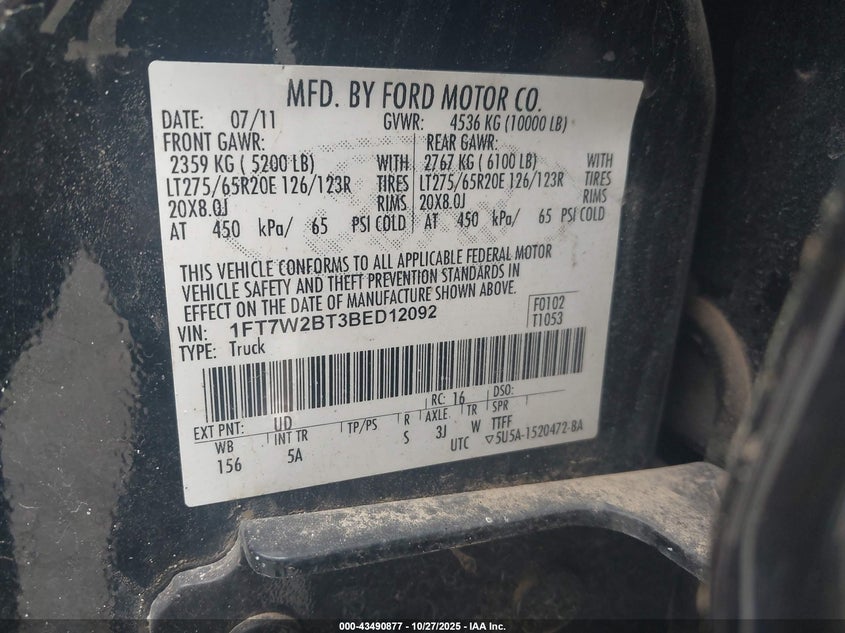 MFD. BY FORD MOTOR CO.
DATE: 07/11 GVWR: 4536 KG (10000 LB)
FRONT GAWR: REAR GAWR:
2359 KG ( 5200 LB) WITH 2767 KG ( 6100 LB) WITH
LT275/65R20E 126/123R TIRES LT275/65R20E 126/123R TIRES
20X8.0J RIMS 20X8.0J RIMS
AT 450 kPa/ 65 PSI COLD AT 450 kPa/ 65 PSI COLD
THIS VEHICLE CONFORMS TO ALL APPLICABLE FEDERAL MOTOR
VEHICLE SAFETY AND THEFT PREVENTION STANDARDS IN
EFFECT ON THE DATE OF MANUFACTURE SHOWN ABOVE.
VIN: 1FT7W2BT3BED12092 F0102
TYPE: Truck T1053
EXT PNT: UD RC: 16 DSO:
WB INT TR TP/PS R AXLE TR SPR
156 5A S 3J W TTFF
UTC ▽5U5A-1520472-BA
000-43490877 - 10/27/2025 - IAA Inc.